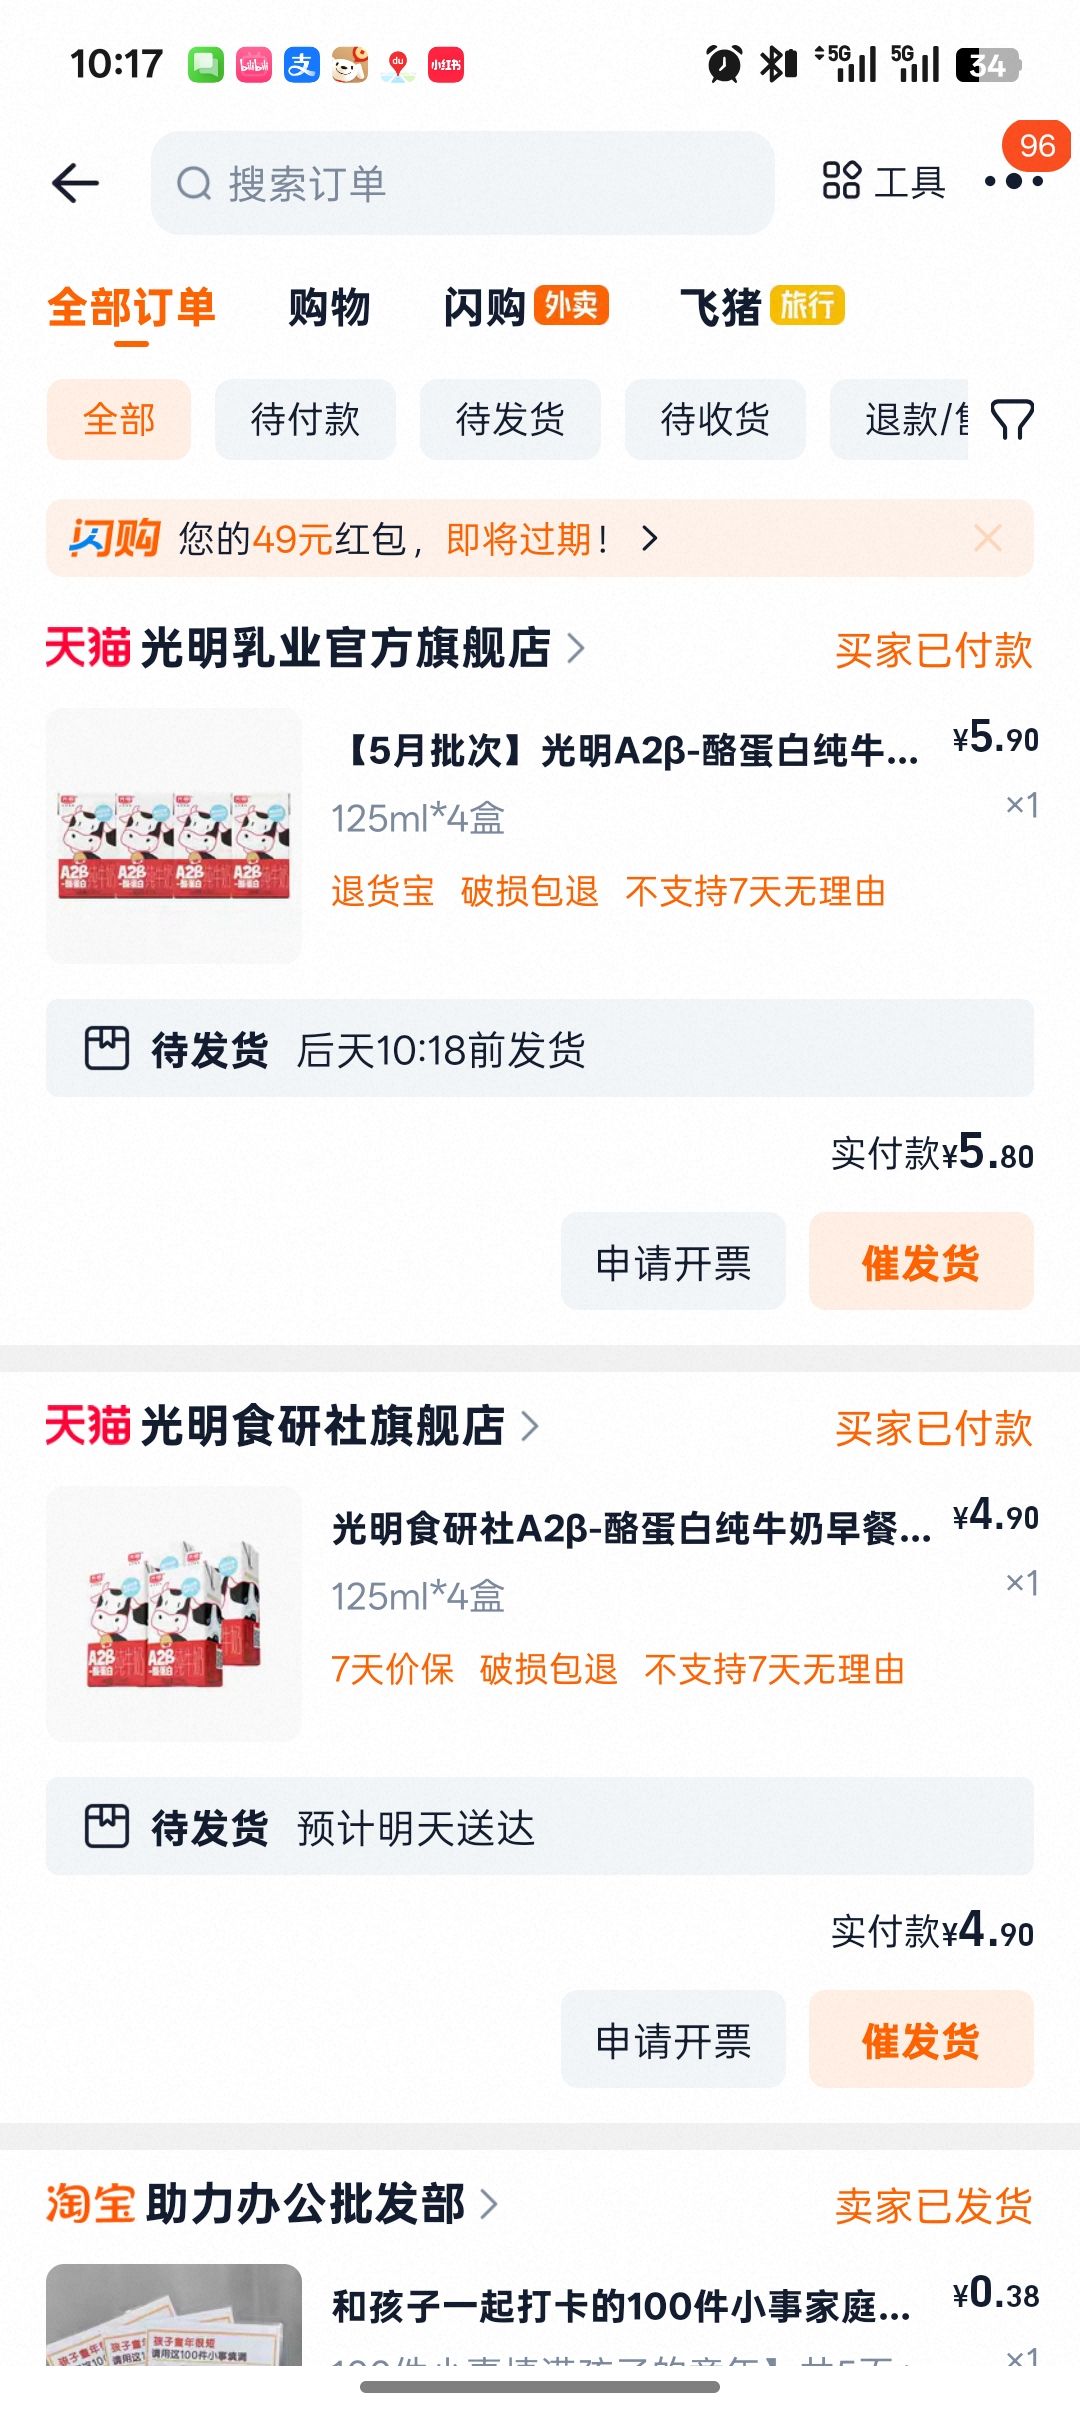 10:17
5G 5G 34
搜索订单 工具 96
全部订单 购物 闪购 外卖 飞猪 旅行
全部 待付款 待发货 待收货 退款/
闪购 您的49元红包，即将过期！
天猫 光明乳业官方旗舰店 买家已付款
【5月批次】光明A2β-酪蛋白纯牛... ¥5.90
125ml*4盒 ×1
退货宝 破损包退 不支持7天无理由
待发货 后天10:18前发货
实付款¥5.80
申请开票 催发货
天猫 光明食研社旗舰店 买家已付款
光明食研社A2β-酪蛋白纯牛奶早餐... ¥4.90
125ml*4盒 ×1
7天价保 破损包退 不支持7天无理由
待发货 预计明天送达
实付款¥4.90
申请开票 催发货
淘宝 助力办公批发部 卖家已发货
和孩子一起打卡的100件小事家庭... ¥0.38
×1